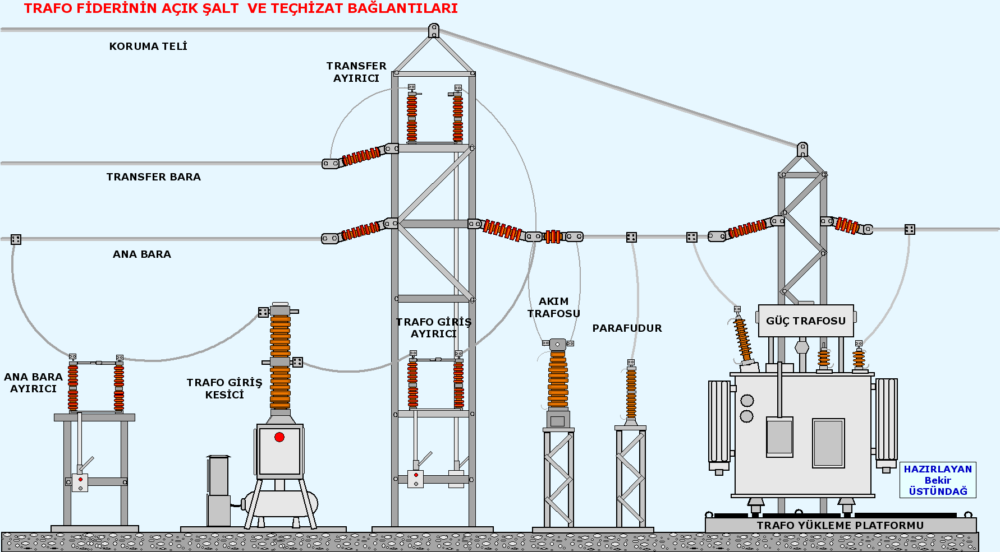 TRAFO FİDERİNİN AÇIK ŞALT VE TEÇHİZAT BAĞLANTILARI
KORUMA TELİ
TRANSFER
AYIRICI
TRANSFER BARA
ANA BARA
AKIM
TRAFOSU
TRAFO GİRİŞ
AYIRICI
PARAFUDUR
GÜÇ TRAFOSU
ANA BARA
AYIRICI
TRAFO GİRİŞ
KESİCİ
HAZIRLAYAN
Bekir
ÜSTÜNDAĞ
TRAFO YÜKLEME PLATFORMU